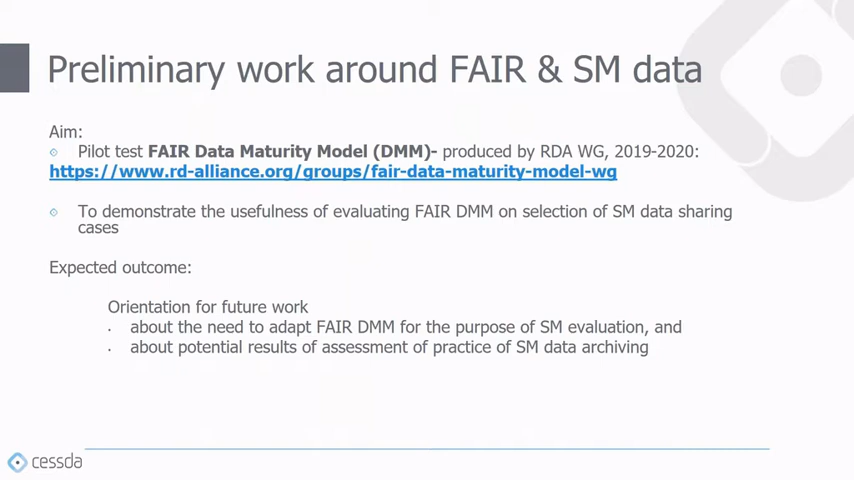 Preliminary work around FAIR & SM data
Aim:
Pilot test FAIR Data Maturity Model (DMM)- produced by RDA WG, 2019-2020:
https://www.rd-alliance.org/groups/fair-data-maturity-model-wg
To demonstrate the usefulness of evaluating FAIR DMM on selection of SM data sharing
cases
Expected outcome:
Orientation for future work
about the need to adapt FAIR DMM for the purpose of SM evaluation, and
about potential results of assessment of practice of SM data archiving
cessda